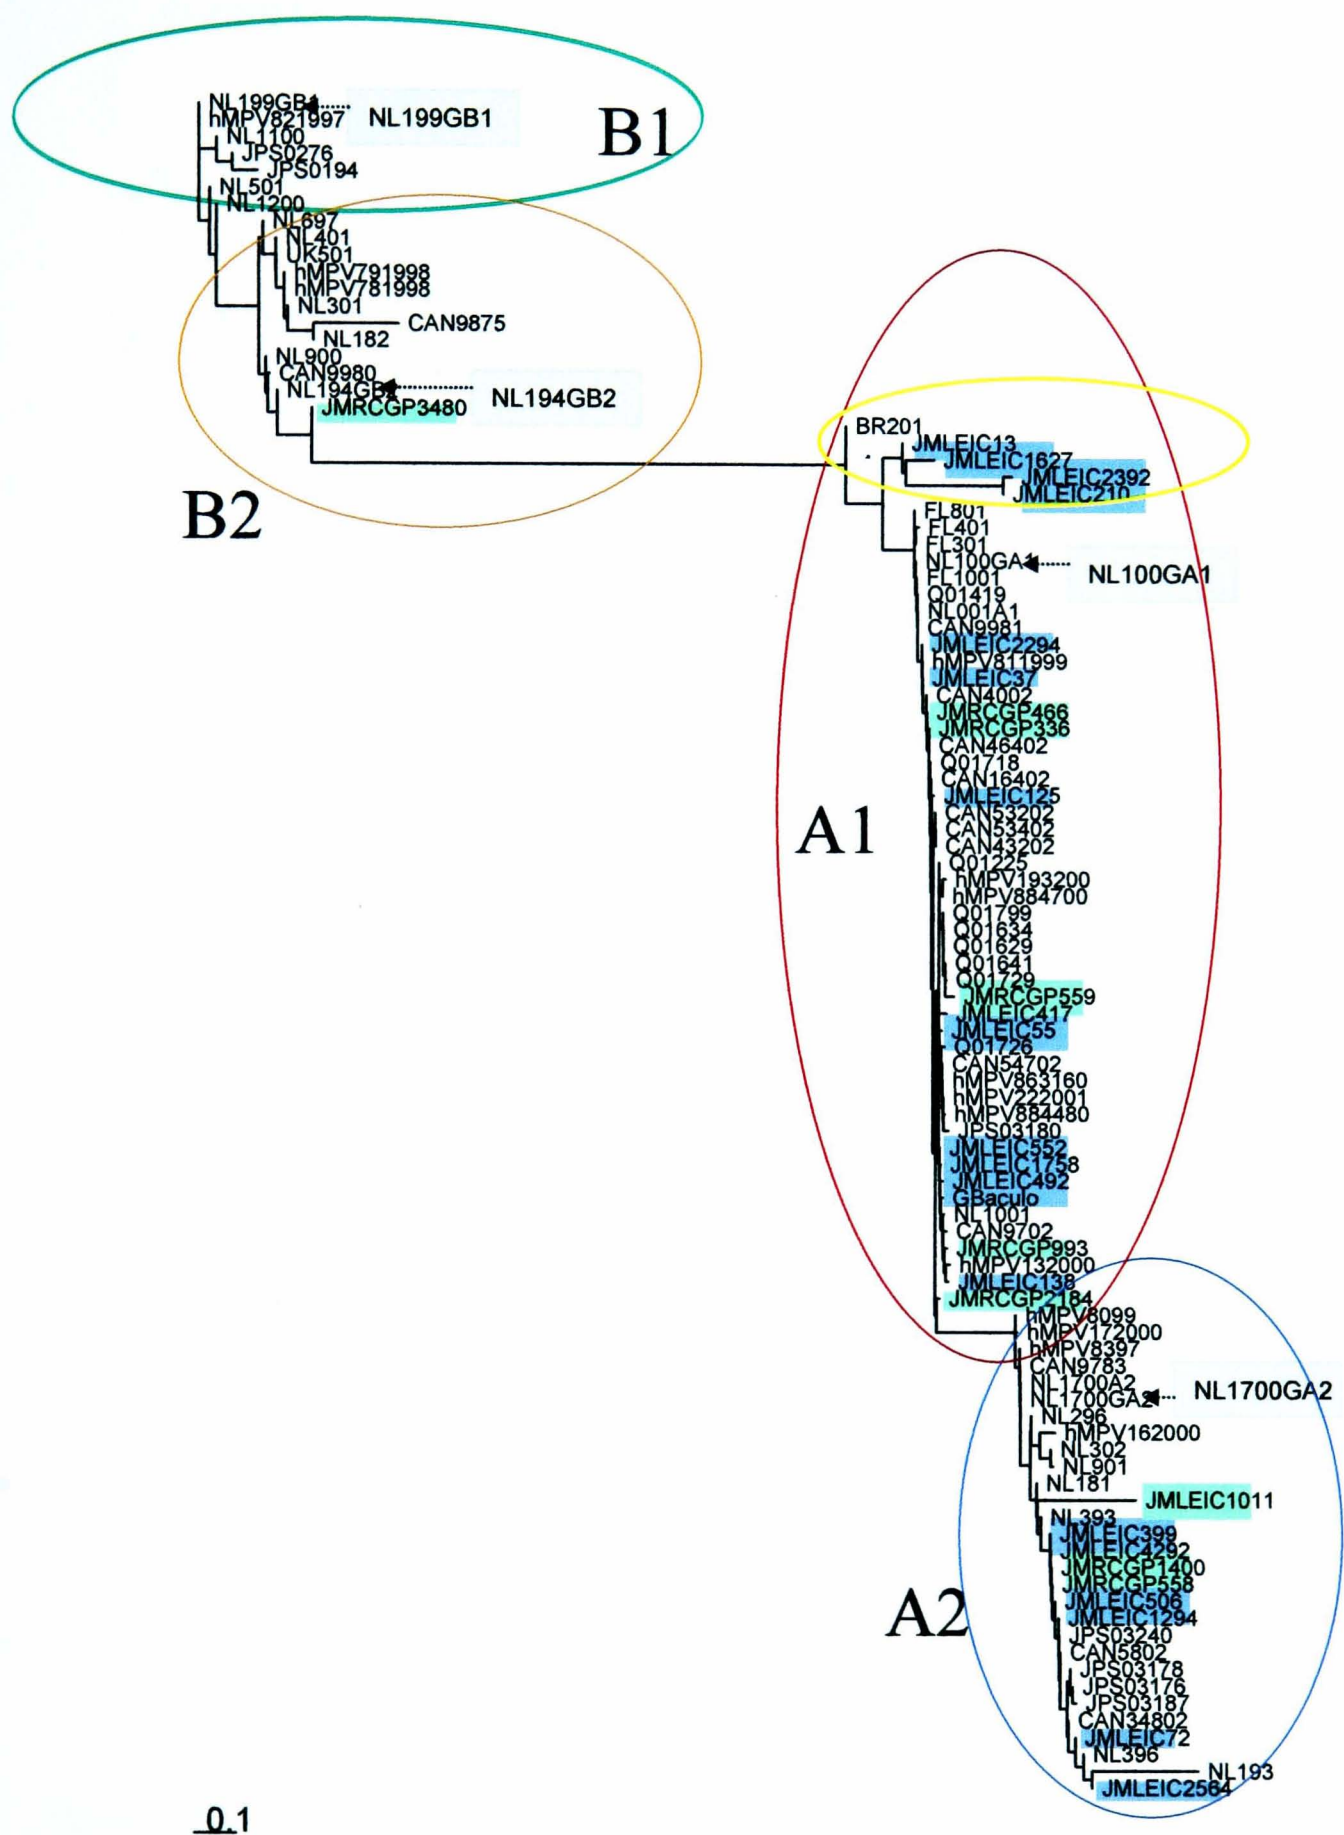 NL199GB1
NL199GB1
hMPV821997
B1
NL1100
JPS0276
JPS0194
NL501
NL1200
NL697
NL401
UK501
hMPV791998
hMPV781998
NL301
CAN9875
NL182
NL900
CAN9980
NL194GB2
NL194GB2
JMRCGP3480
B2
BR201
JMLEIC13
JMLEIC1627
JMLEIC2392
JMLEIC210
FL801
FL401
FL301
NL100GA1
NL100GA1
FL1001
Q01419
NL001A1
CAN9981
JMLEIC2294
hMPV811999
JMLEIC37
CAN4002
JMRCGP466
JMRCGP336
CAN46402
Q01718
CAN16402
JMLEIC125
CAN53202
A1
CAN53402
CAN43202
Q01225
hMPV193200
hMPV884700
Q01799
Q01634
Q01629
Q01641
Q01729
JMRCGP559
JMLEIC417
JMLEIC55
Q01726
CAN54702
hMPV863160
hMPV222001
hMPV884480
JPS03180
JMLEIC552
JMLEIC1758
JMLEIC492
GBaculo
NL1001
CAN9702
JMRCGP993
hMPV132000
JMLEIC138
JMRCGP2184
hMPV8099
hMPV172000
hMPV8397
CAN9783
NL1700A2
NL1700GA2
NL1700GA2
NL296
hMPV162000
NL302
NL901
NL181
JMLEIC1011
NL393
JMLEIC399
JMLEIC4292
JMRCGP1400
JMRCGP558
JMLEIC506
A2
JMLEIC1294
JPS03240
CAN5802
JPS03178
JPS03176
JPS03187
CAN34802
JMLEIC72
NL396
NL193
JMLEIC2564
0.1